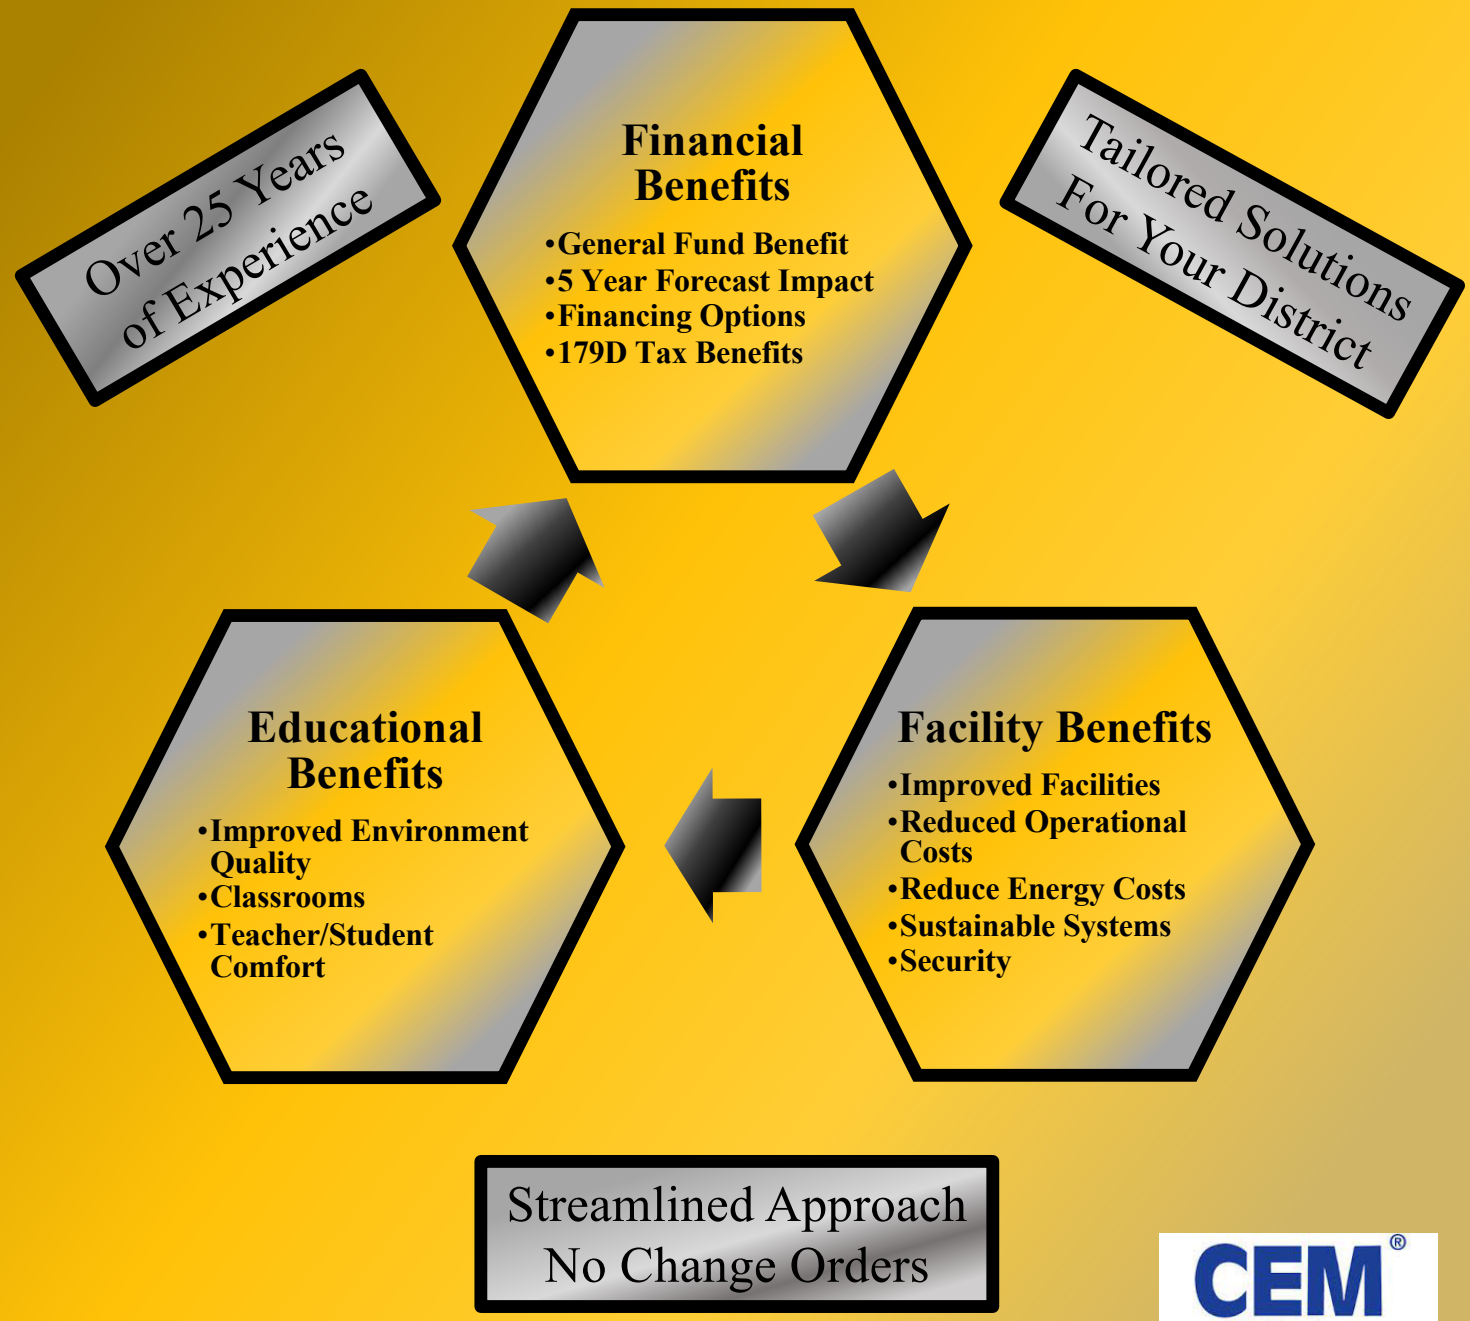 Over 25 Years
of Experience
Financial
Benefits
•General Fund Benefit
•5 Year Forecast Impact
•Financing Options
•179D Tax Benefits
Tailored Solutions
For Your District
Educational
Benefits
•Improved Environment
Quality
•Classrooms
•Teacher/Student
Comfort
Facility Benefits
•Improved Facilities
•Reduced Operational
Costs
•Reduce Energy Costs
•Sustainable Systems
•Security
Streamlined Approach
No Change Orders
CEM®